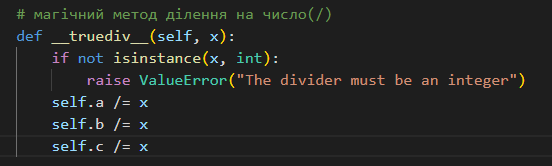 # магічний метод ділення на число(/)
def __truediv__(self, x):
    if not isinstance(x, int):
        raise ValueError("The divider must be an integer")
    self.a /= x
    self.b /= x
    self.c /= x